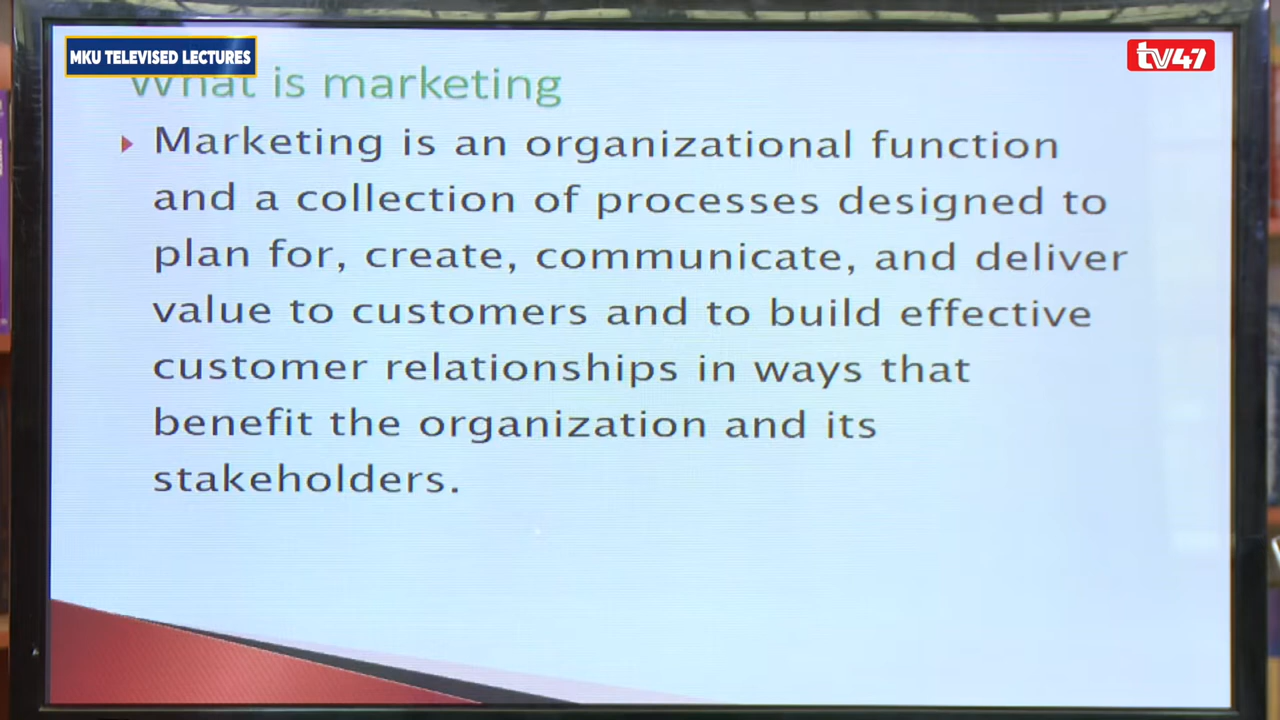 MKU TELEVISED LECTURES
tv47
What is marketing
Marketing is an organizational function
and a collection of processes designed to
plan for, create, communicate, and deliver
value to customers and to build effective
customer relationships in ways that
benefit the organization and its
stakeholders.